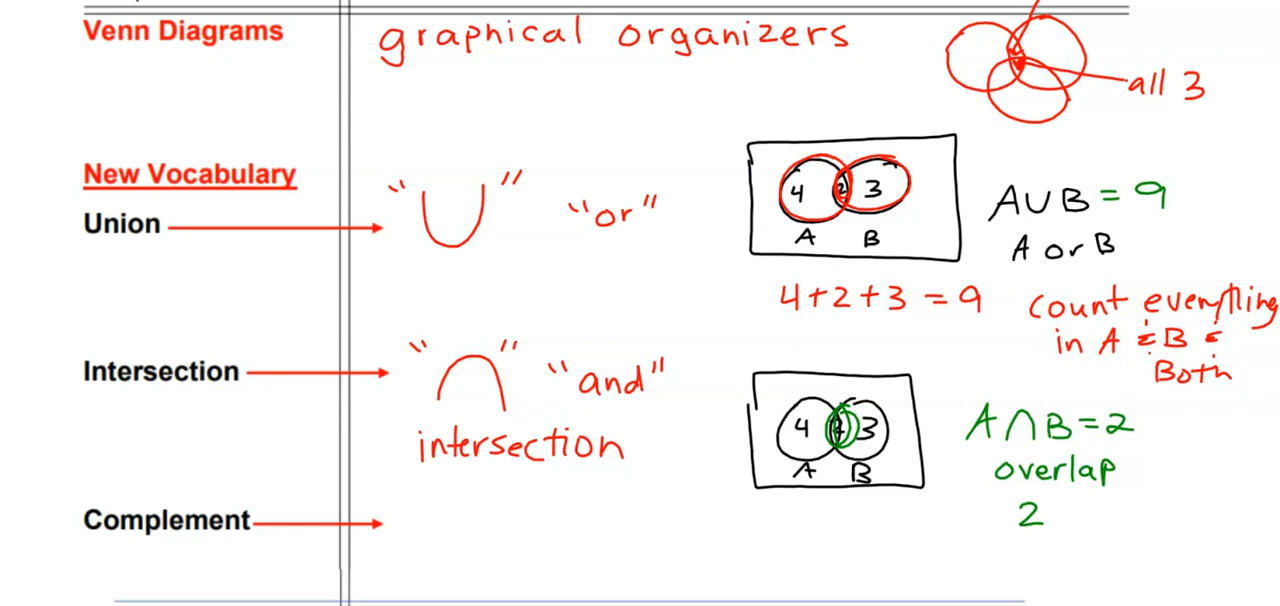 Venn Diagrams graphical organizers
all 3
New Vocabulary
Union "∪" "or"
4 2 3
A B
A∪B = 9
A or B
4+2+3 = 9
count everything
in A & B &
Both
Intersection "∩" "and"
intersection
4 2 3
A B
A∩B=2
overlap
2
Complement